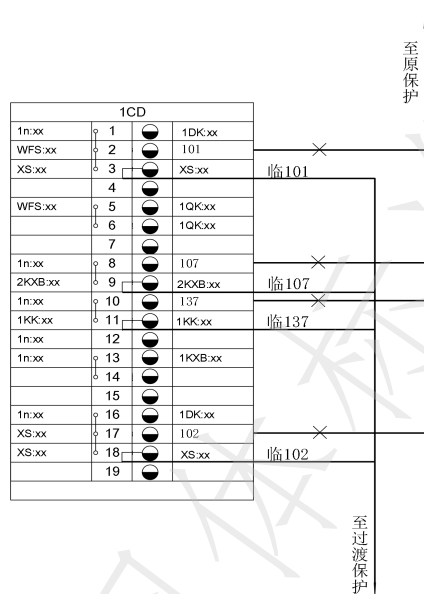 至原保护
1CD
1n:xx 1 1DK:xx
WFS:xx 2 101
XS:xx 3 XS:xx 临101
4
WFS:xx 5 1QK:xx
6 1QK:xx
7
1n:xx 8 107
2KXB:xx 9 2KXB:xx 临107
1n:xx 10 137
1KK:xx 11 1KK:xx 临137
1n:xx 12
1n:xx 13 1KXB:xx
14
15
1n:xx 16 1DK:xx
XS:xx 17 102
XS:xx 18 XS:xx 临102
19
至过渡保护